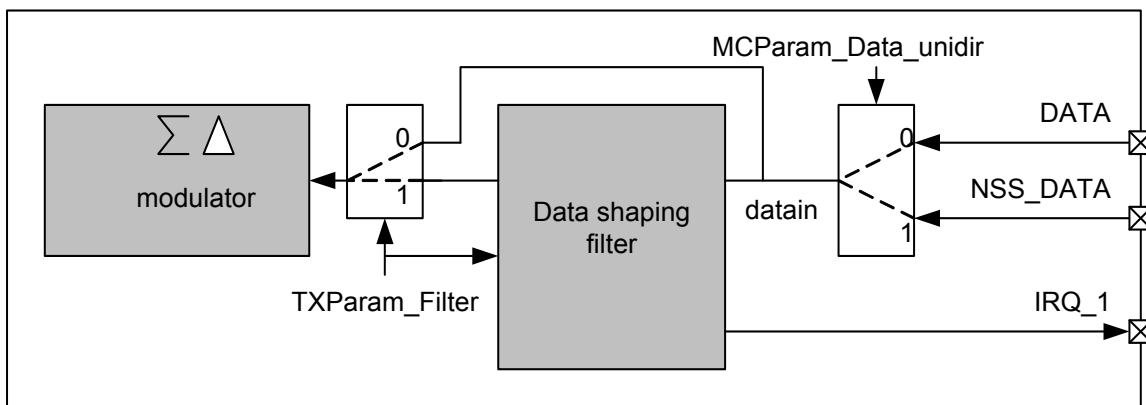 MCParam_Data_unidir
DATA
0
NSS_DATA
1
datain
Σ Δ
modulator
0
1
Data shaping
filter
TXParam_Filter
IRQ_1